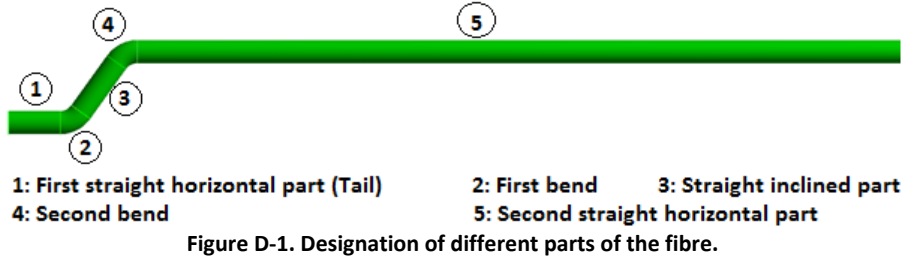 4
5
1
3
2
1: First straight horizontal part (Tail) 2: First bend 3: Straight inclined part
4: Second bend 5: Second straight horizontal part
Figure D-1. Designation of different parts of the fibre.